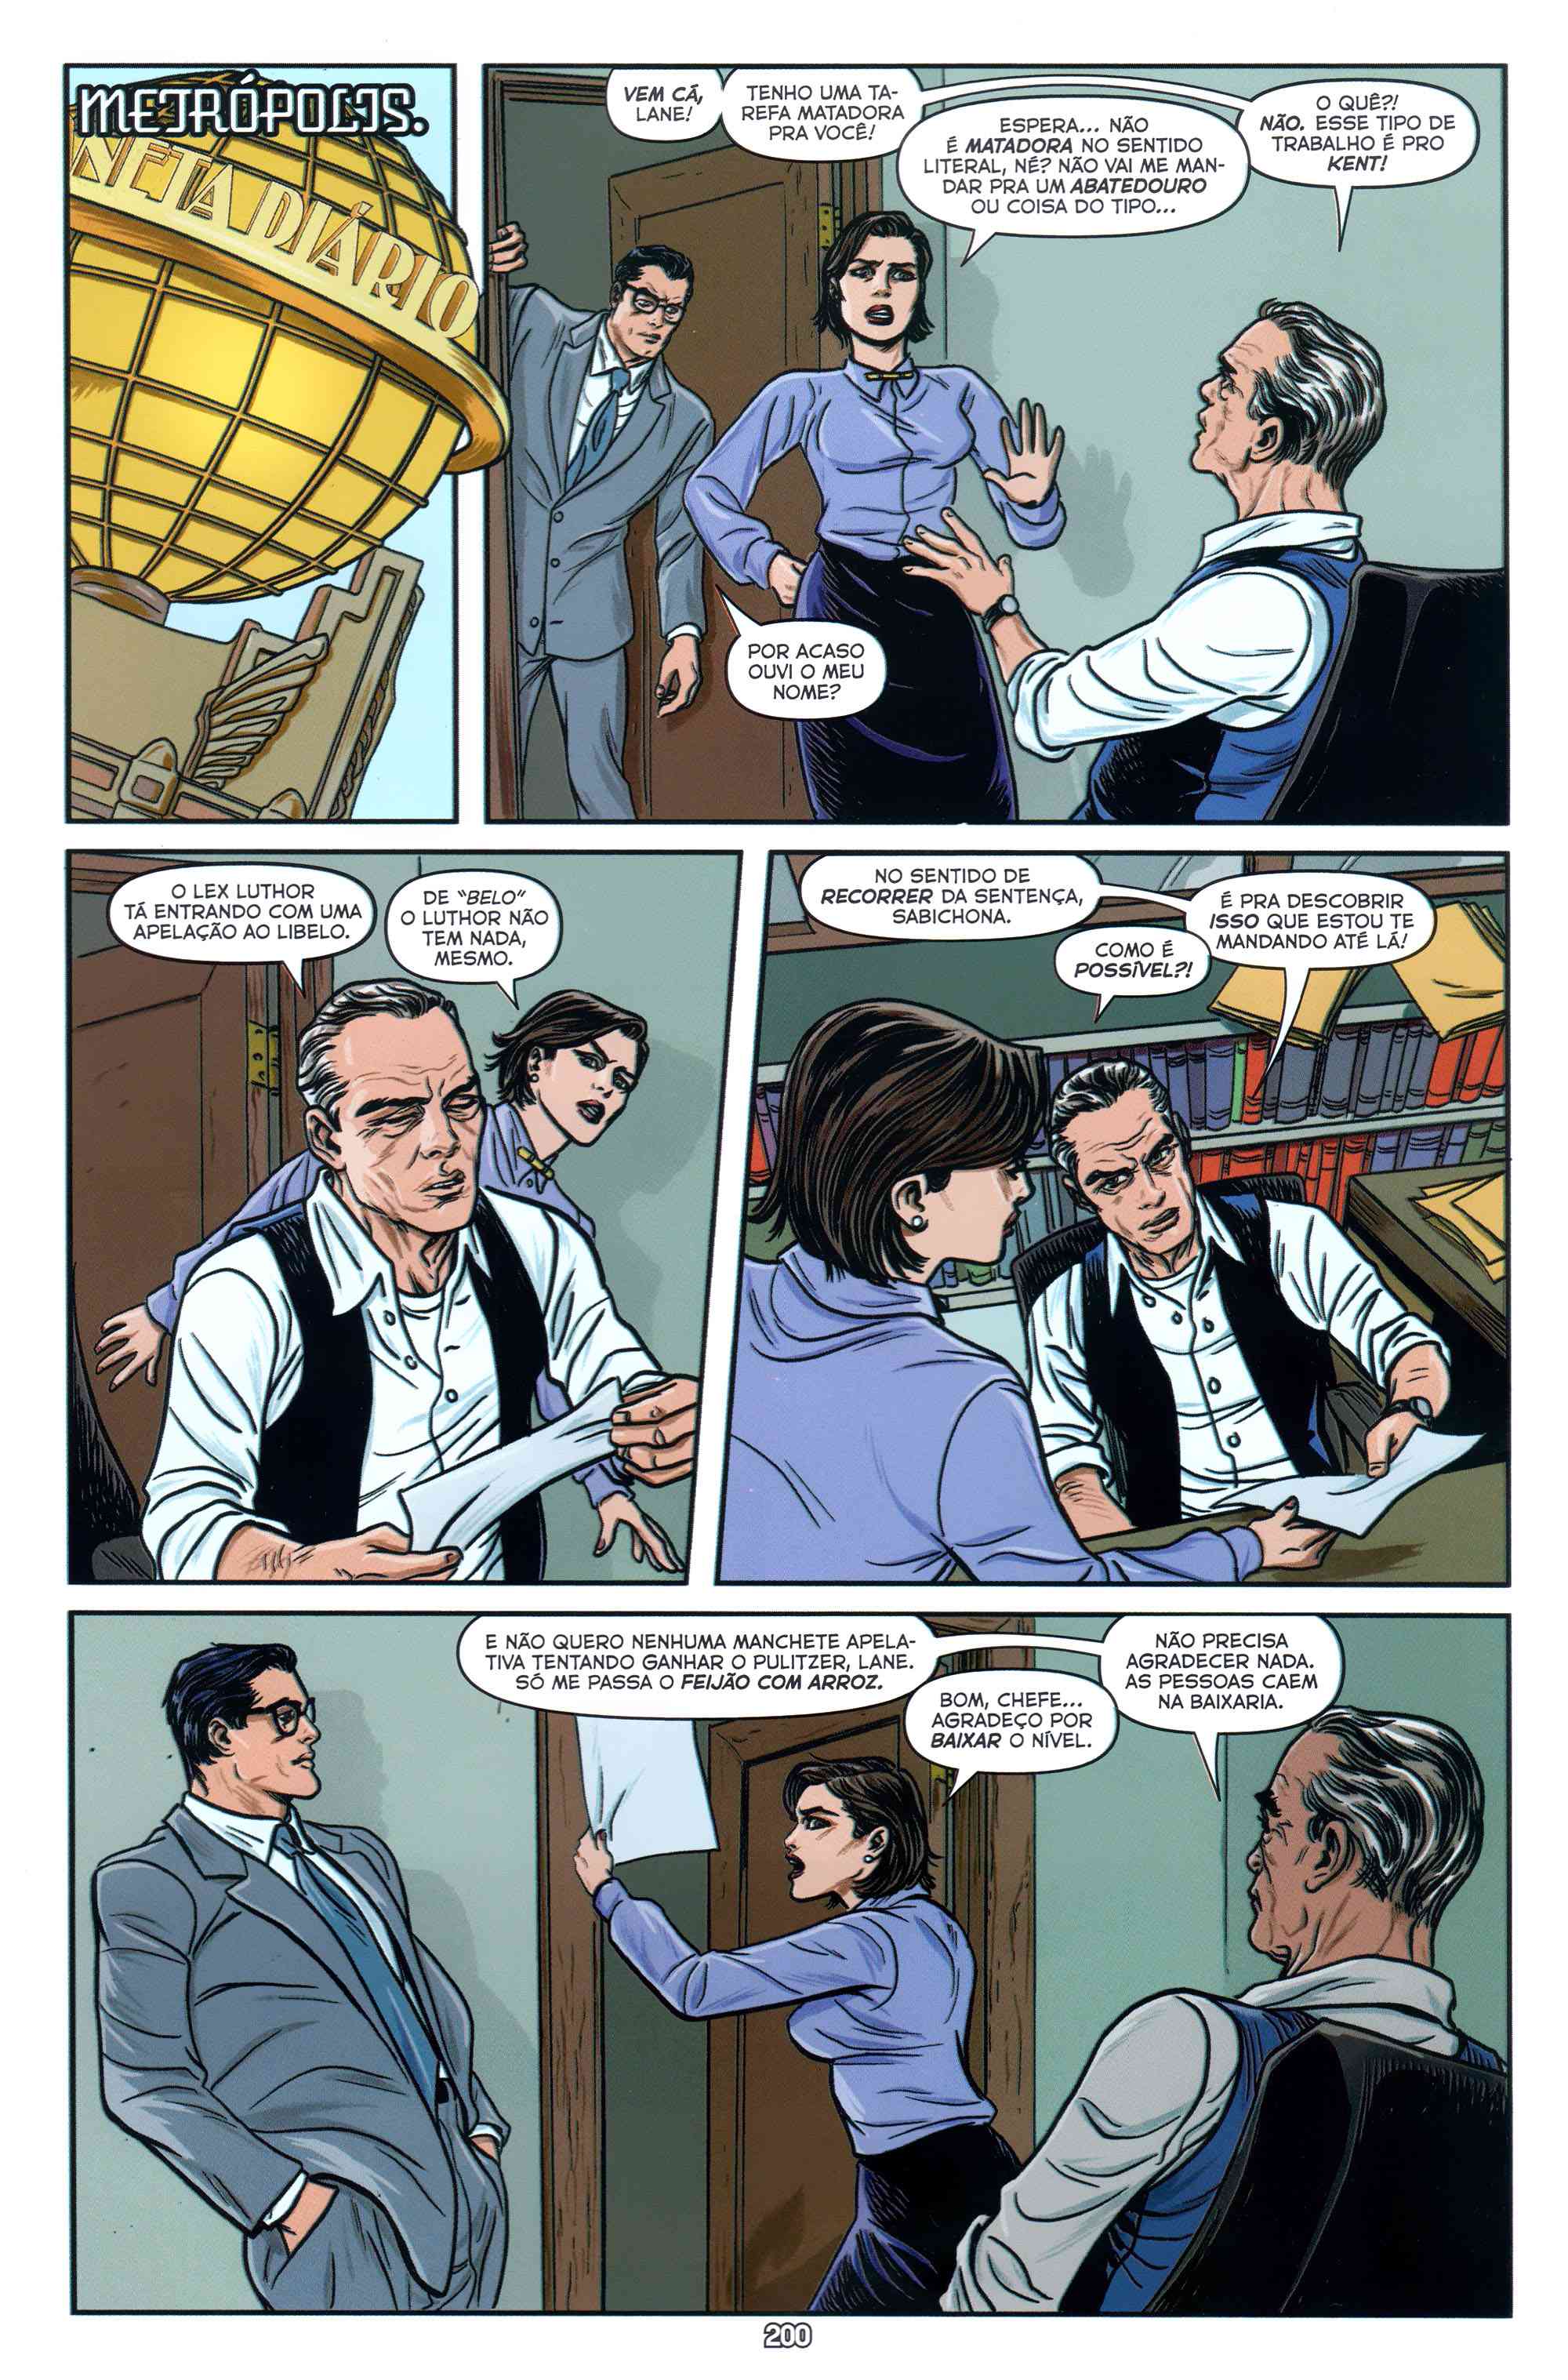 METRÓPOLIS.
NETA DIÁRIO
VEM CÁ,
LANE!
TENHO UMA TA-
REFA MATADORA
PRA VOCÊ!
ESPERA... NÃO
É MATADORA NO SENTIDO
LITERAL, NÉ? NÃO VAI ME MAN-
DAR PRA UM ABATEDOURO
OU COISA DO TIPO...
O QUÊ?!
NÃO. ESSE TIPO DE
TRABALHO É PRO
KENT!
POR ACASO
OUVI O MEU
NOME?
O LEX LUTHOR
TÁ ENTRANDO COM UMA
APELAÇÃO AO LIBELO.
DE “BELO”
O LUTHOR NÃO
TEM NADA,
MESMO.
NO SENTIDO DE
RECORRER DA SENTENÇA,
SABICHONA.
COMO É
POSSÍVEL?!
É PRA DESCOBRIR
ISSO QUE ESTOU TE
MANDANDO ATÉ LÁ!
E NÃO QUERO NENHUMA MANCHETE APELA-
TIVA TENTANDO GANHAR O PULITZER, LANE.
SÓ ME PASSA O FEIJÃO COM ARROZ.
BOM, CHEFE...
AGRADEÇO POR
BAIXAR O NÍVEL.
NÃO PRECISA
AGRADECER NADA.
AS PESSOAS CAEM
NA BAIXARIA.
200